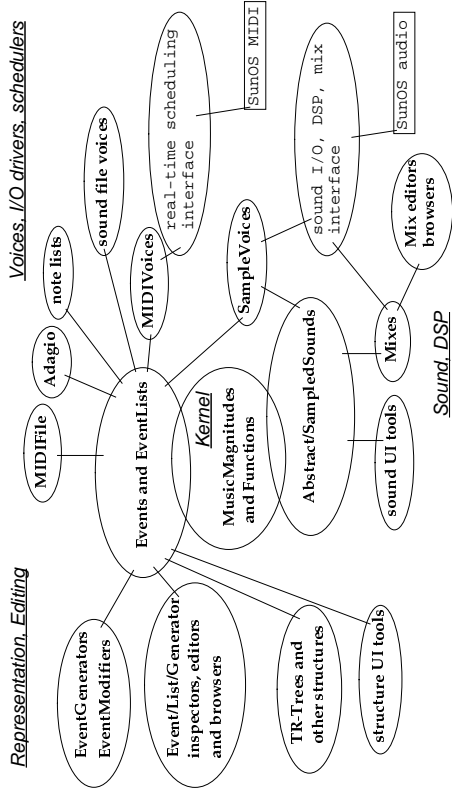 Representation, Editing
Voices, I/O drivers, schedulers
EventGenerators
EventModifiers
Event/List/Generator
inspectors, editors
and browsers
TR-Trees and
other structures
structure UI tools
MIDIFile
Adagio
note lists
sound file voices
MIDIVoices
real-time scheduling
interface
SunOS MIDI
Events and EventLists
Kernel
MusicMagnitudes
and Functions
Abstract/SampledSounds
SampleVoices
sound I/O, DSP, mix
interface
SunOS audio
sound UI tools
Mixes
Mix editors
browsers
Sound, DSP